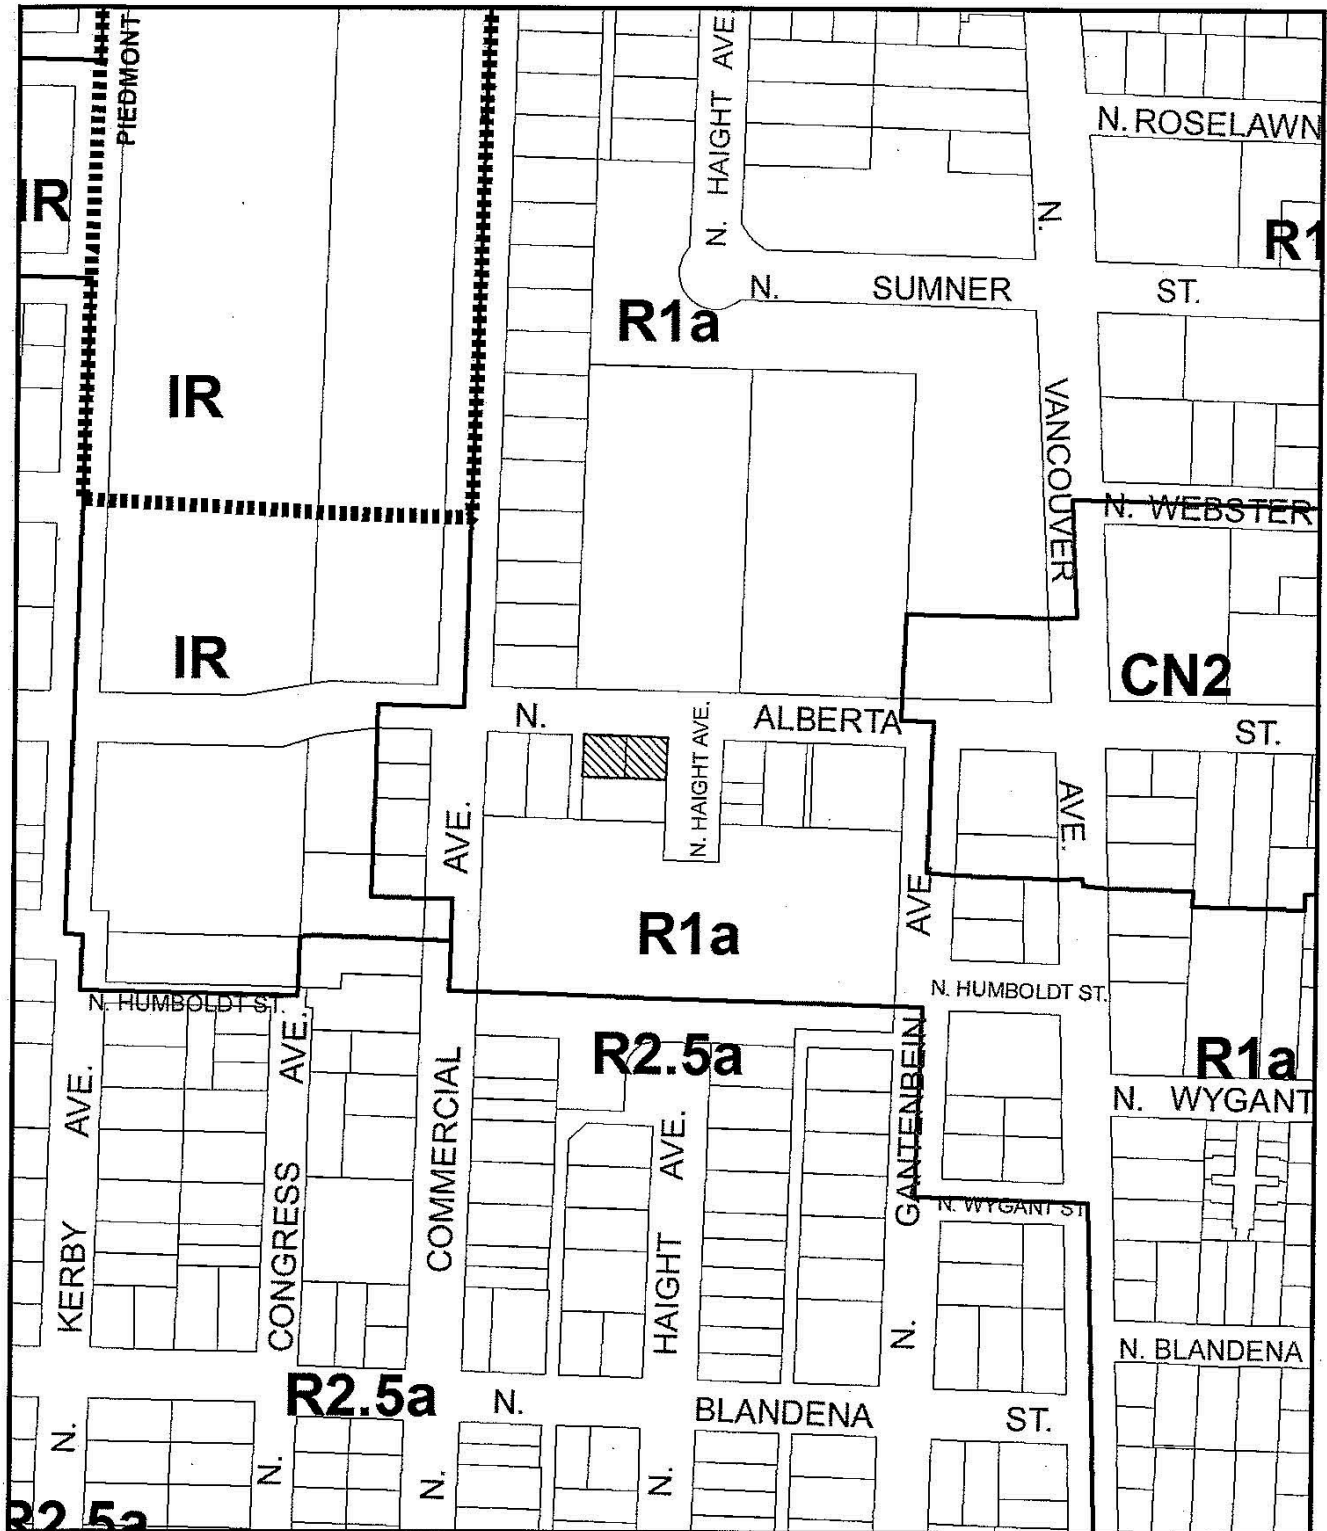 PIEDMONT
N. HAIGHT AVE
N. ROSELAWN
IR
N.
R1
N. SUMNER ST.
R1a
IR
VANCOUVER
N. WEBSTER
IR
CN2
N. ALBERTA ST.
N. HAIGHT AVE.
AVE.
AVE.
AVE
R1a
N. HUMBOLDT ST.
N. HUMBOLDT ST.
R2.5a
R1a
AVE.
AVE.
COMMERCIAL
AVE.
GANTENBEIN
N. WYGANT
N. WYGANT ST
KERBY
CONGRESS
HAIGHT
N.
N. BLANDENA
R2.5a
N. BLANDENA ST.
N.
N.
N.
N.
R2.5a